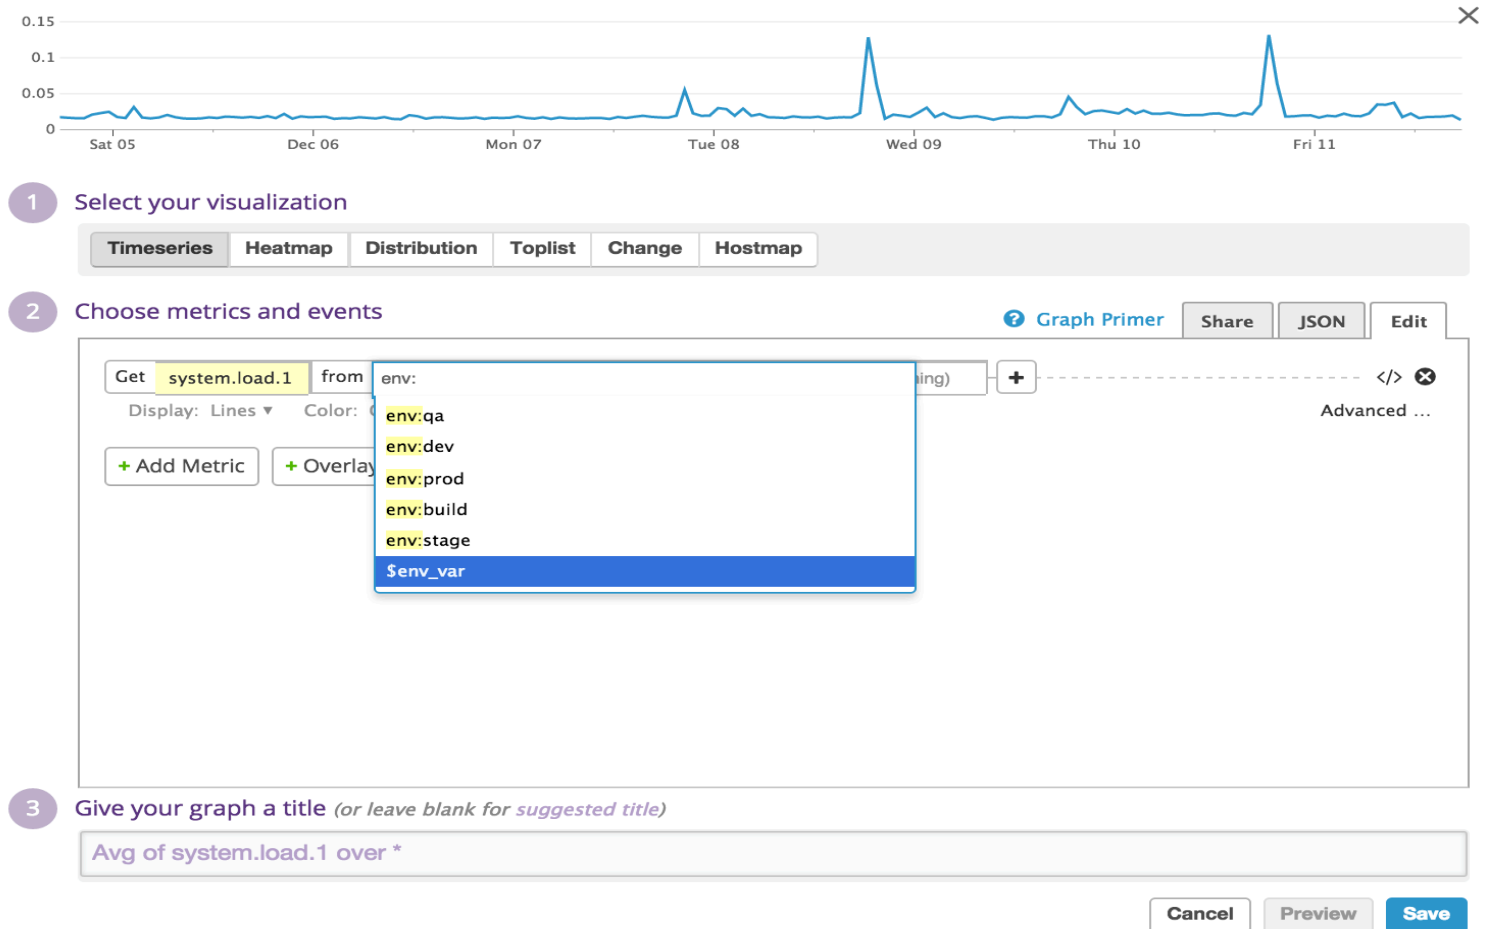 0.15
0.1
0.05
0
Sat 05 Dec 06 Mon 07 Tue 08 Wed 09 Thu 10 Fri 11
1 Select your visualization
Timeseries Heatmap Distribution Toplist Change Hostmap
2 Choose metrics and events
? Graph Primer Share JSON Edit
Get system.load.1 from env: + </>
Display: Lines ▾ Color: Advanced ...
env:qa
env:dev
+ Add Metric + Overlay
env:prod
env:build
env:stage
$env_var
3 Give your graph a title (or leave blank for suggested title)
Avg of system.load.1 over *
Cancel Preview Save